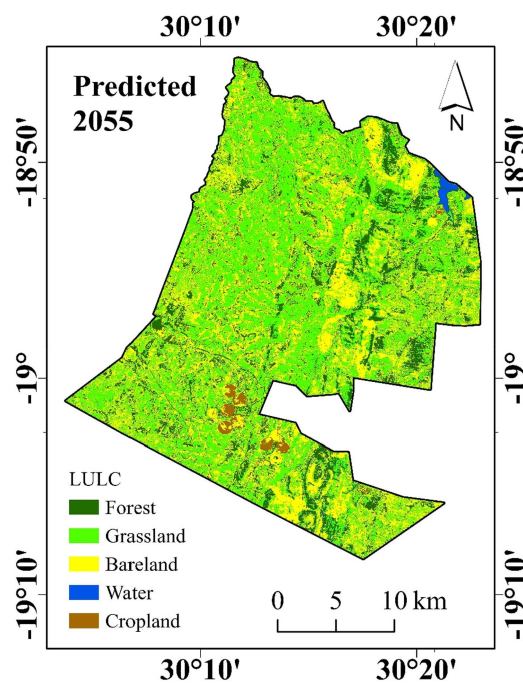 30°10' 30°20'
Predicted
2055
N
-18°50' -18°50'
-19° -19°
LULC
Forest
Grassland
Bareland
Water
Cropland
0 5 10 km
-19°10' -19°10'
30°10' 30°20'